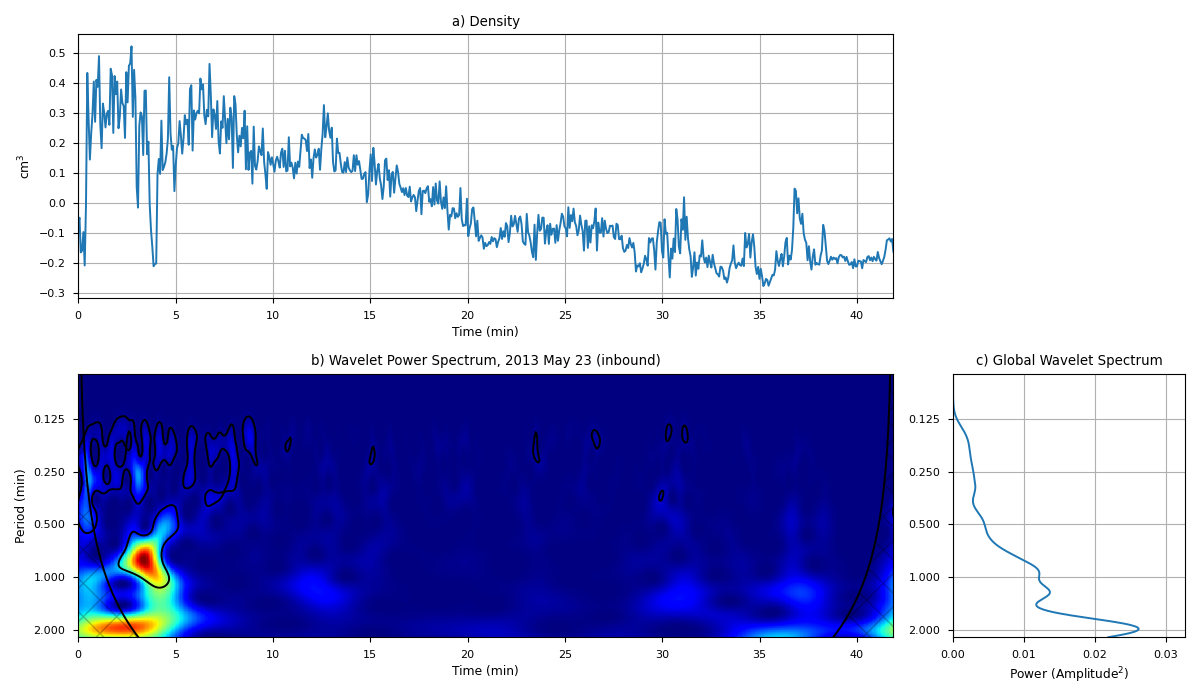 a) Density
cm³
0.5
0.4
0.3
0.2
0.1
0.0
−0.1
−0.2
−0.3
0 5 10 15 20 25 30 35 40
Time (min)
b) Wavelet Power Spectrum, 2013 May 23 (inbound)
Period (min)
0.125
0.250
0.500
1.000
2.000
0 5 10 15 20 25 30 35 40
Time (min)
c) Global Wavelet Spectrum
0.125
0.250
0.500
1.000
2.000
0.00 0.01 0.02 0.03
Power (Amplitude²)